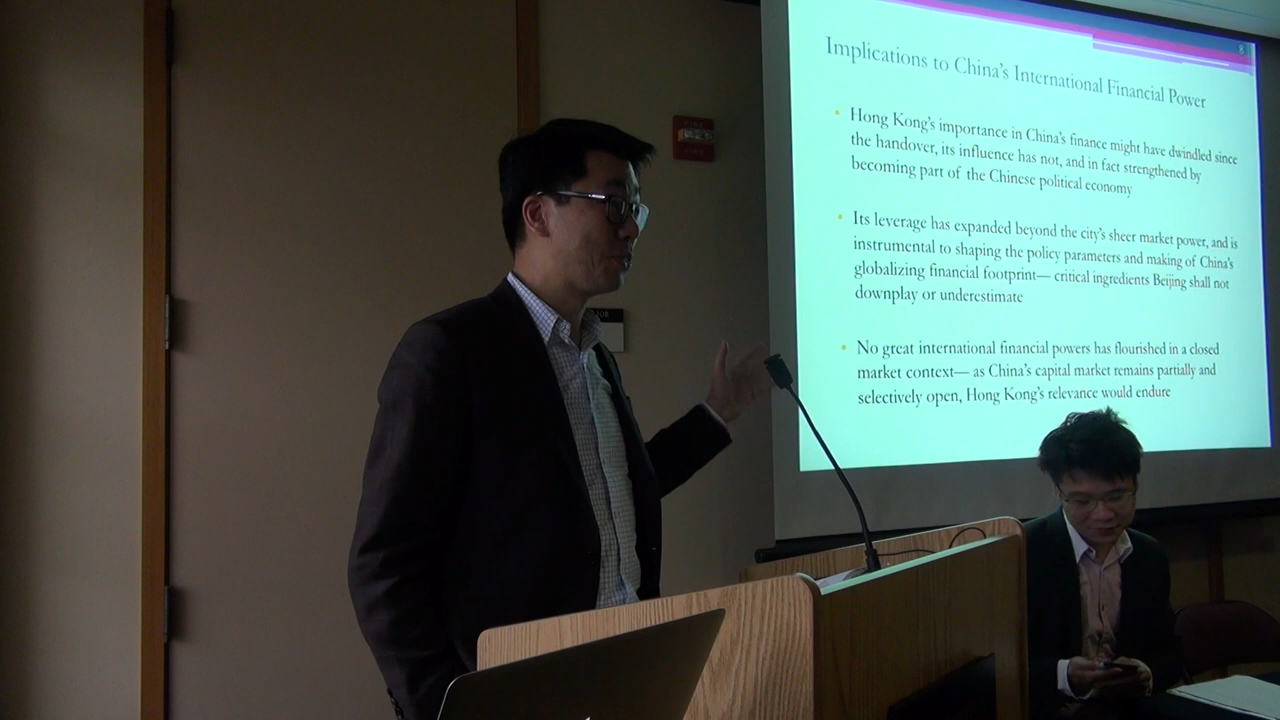 8
Implications to China's International Financial Power
Hong Kong's importance in China's finance might have dwindled since
the handover, its influence has not, and in fact strengthened by
becoming part of the Chinese political economy
Its leverage has expanded beyond the city's sheer market power, and is
instrumental to shaping the policy parameters and making of China's
globalizing financial footprint— critical ingredients Beijing shall not
downplay or underestimate
No great international financial powers has flourished in a closed
market context— as China's capital market remains partially and
selectively open, Hong Kong's relevance would endure
FIRE
FIRE